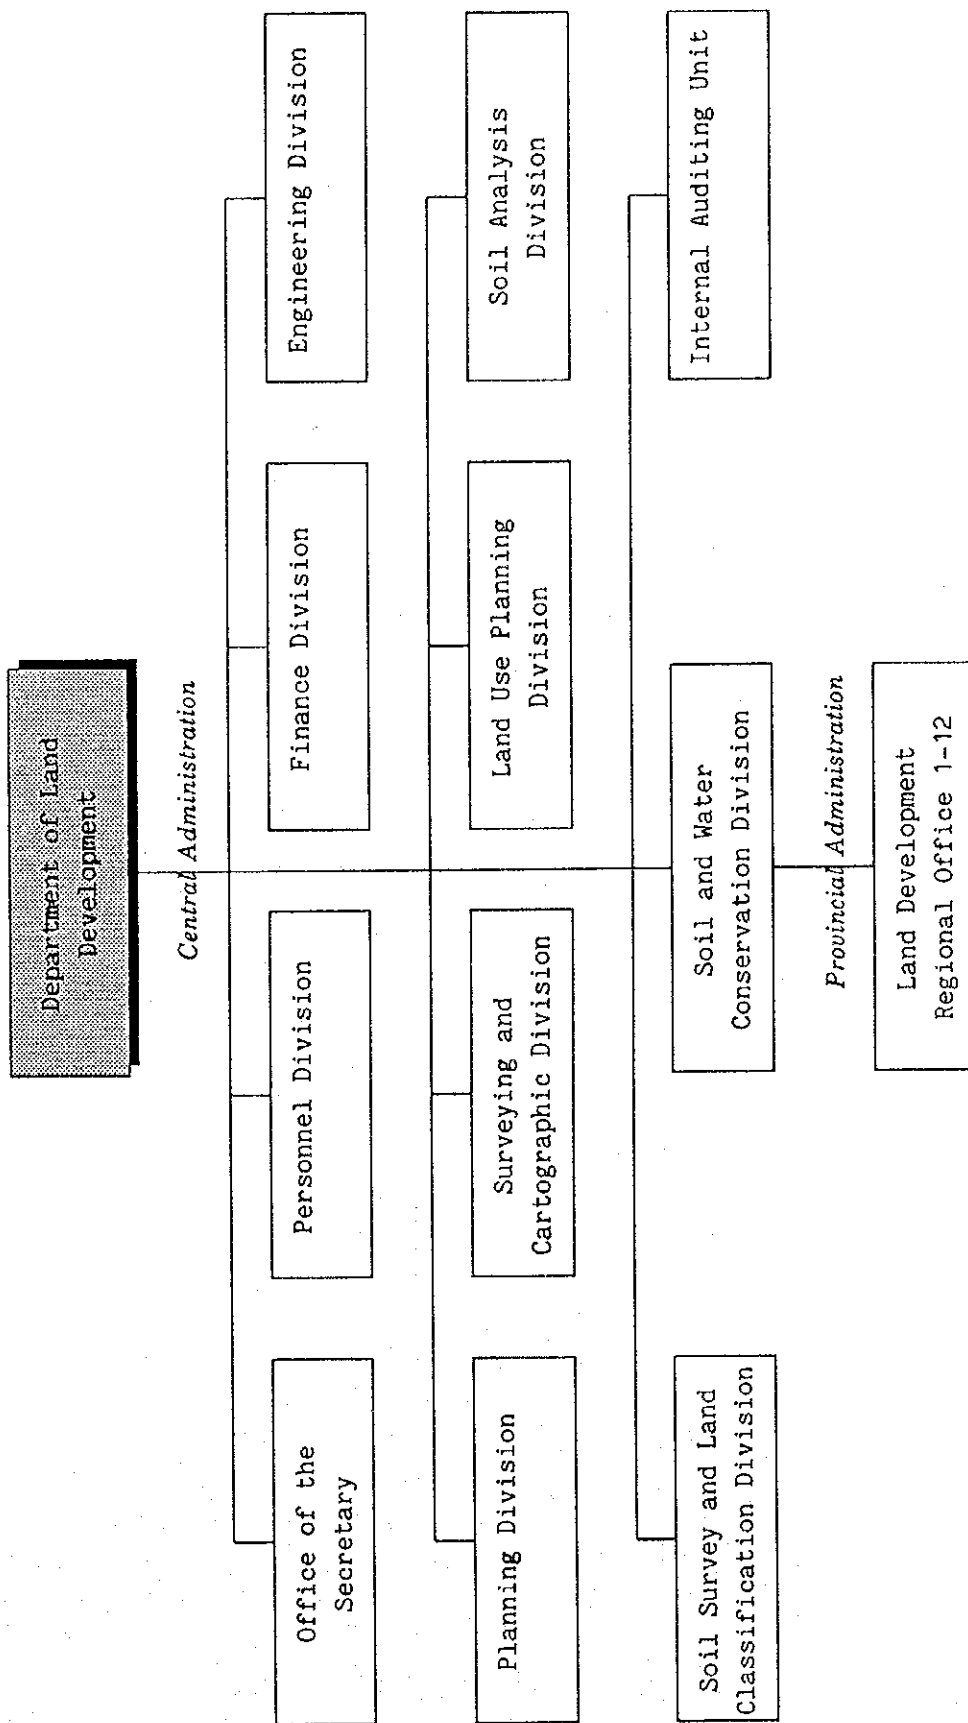 Department of Land
Development
Central Administration
Office of the
Secretary
Personnel Division
Finance Division
Engineering Division
Planning Division
Surveying and
Cartographic Division
Land Use Planning
Division
Soil Analysis
Division
Soil Survey and Land
Classification Division
Soil and Water
Conservation Division
Internal Auditing Unit
Provincial Administration
Land Development
Regional Office 1-12